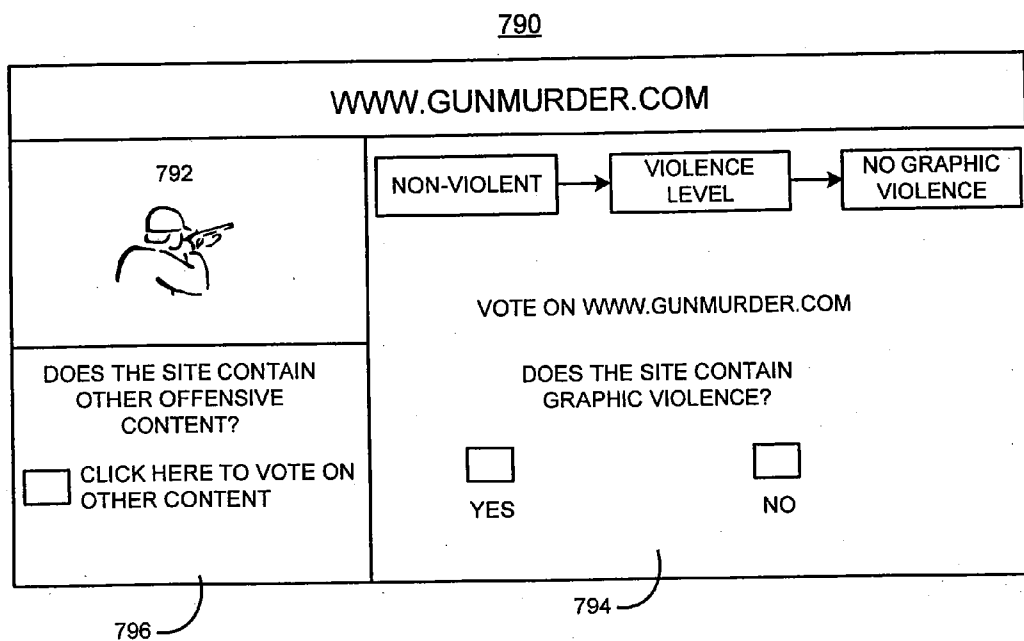 790
WWW.GUNMURDER.COM
792
NON-VIOLENT
VIOLENCE
LEVEL
NO GRAPHIC
VIOLENCE
VOTE ON WWW.GUNMURDER.COM
DOES THE SITE CONTAIN
GRAPHIC VIOLENCE?
YES
NO
DOES THE SITE CONTAIN
OTHER OFFENSIVE
CONTENT?
CLICK HERE TO VOTE ON
OTHER CONTENT
796
794